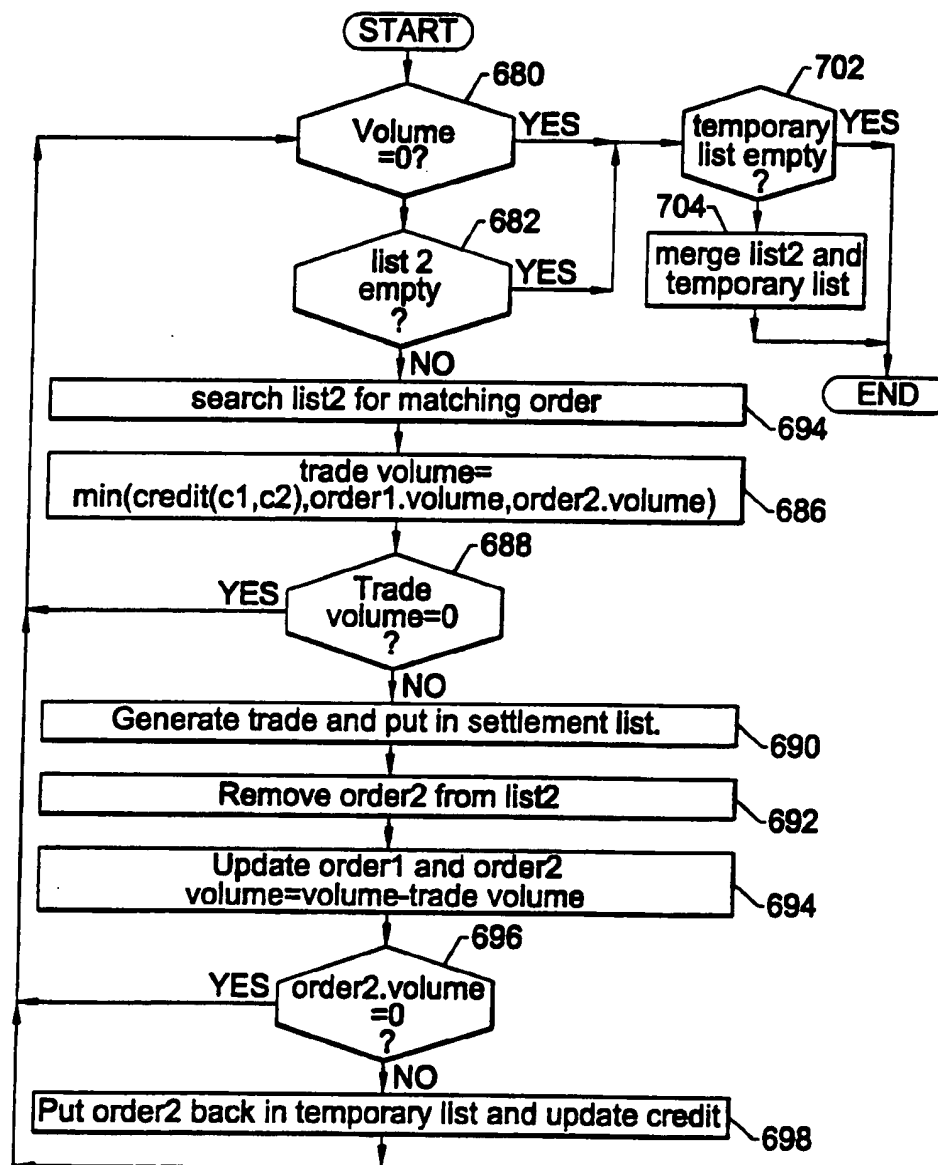 START
680
Volume
=0?
YES
702
temporary
list empty
?
YES
704
merge list2 and
temporary list
END
682
list 2
empty
?
YES
NO
search list2 for matching order
694
trade volume=
min(credit(c1,c2),order1.volume,order2.volume)
686
688
Trade
volume=0
?
YES
NO
Generate trade and put in settlement list.
690
Remove order2 from list2
692
Update order1 and order2
volume=volume-trade volume
694
696
order2.volume
=0
?
YES
NO
Put order2 back in temporary list and update credit
698